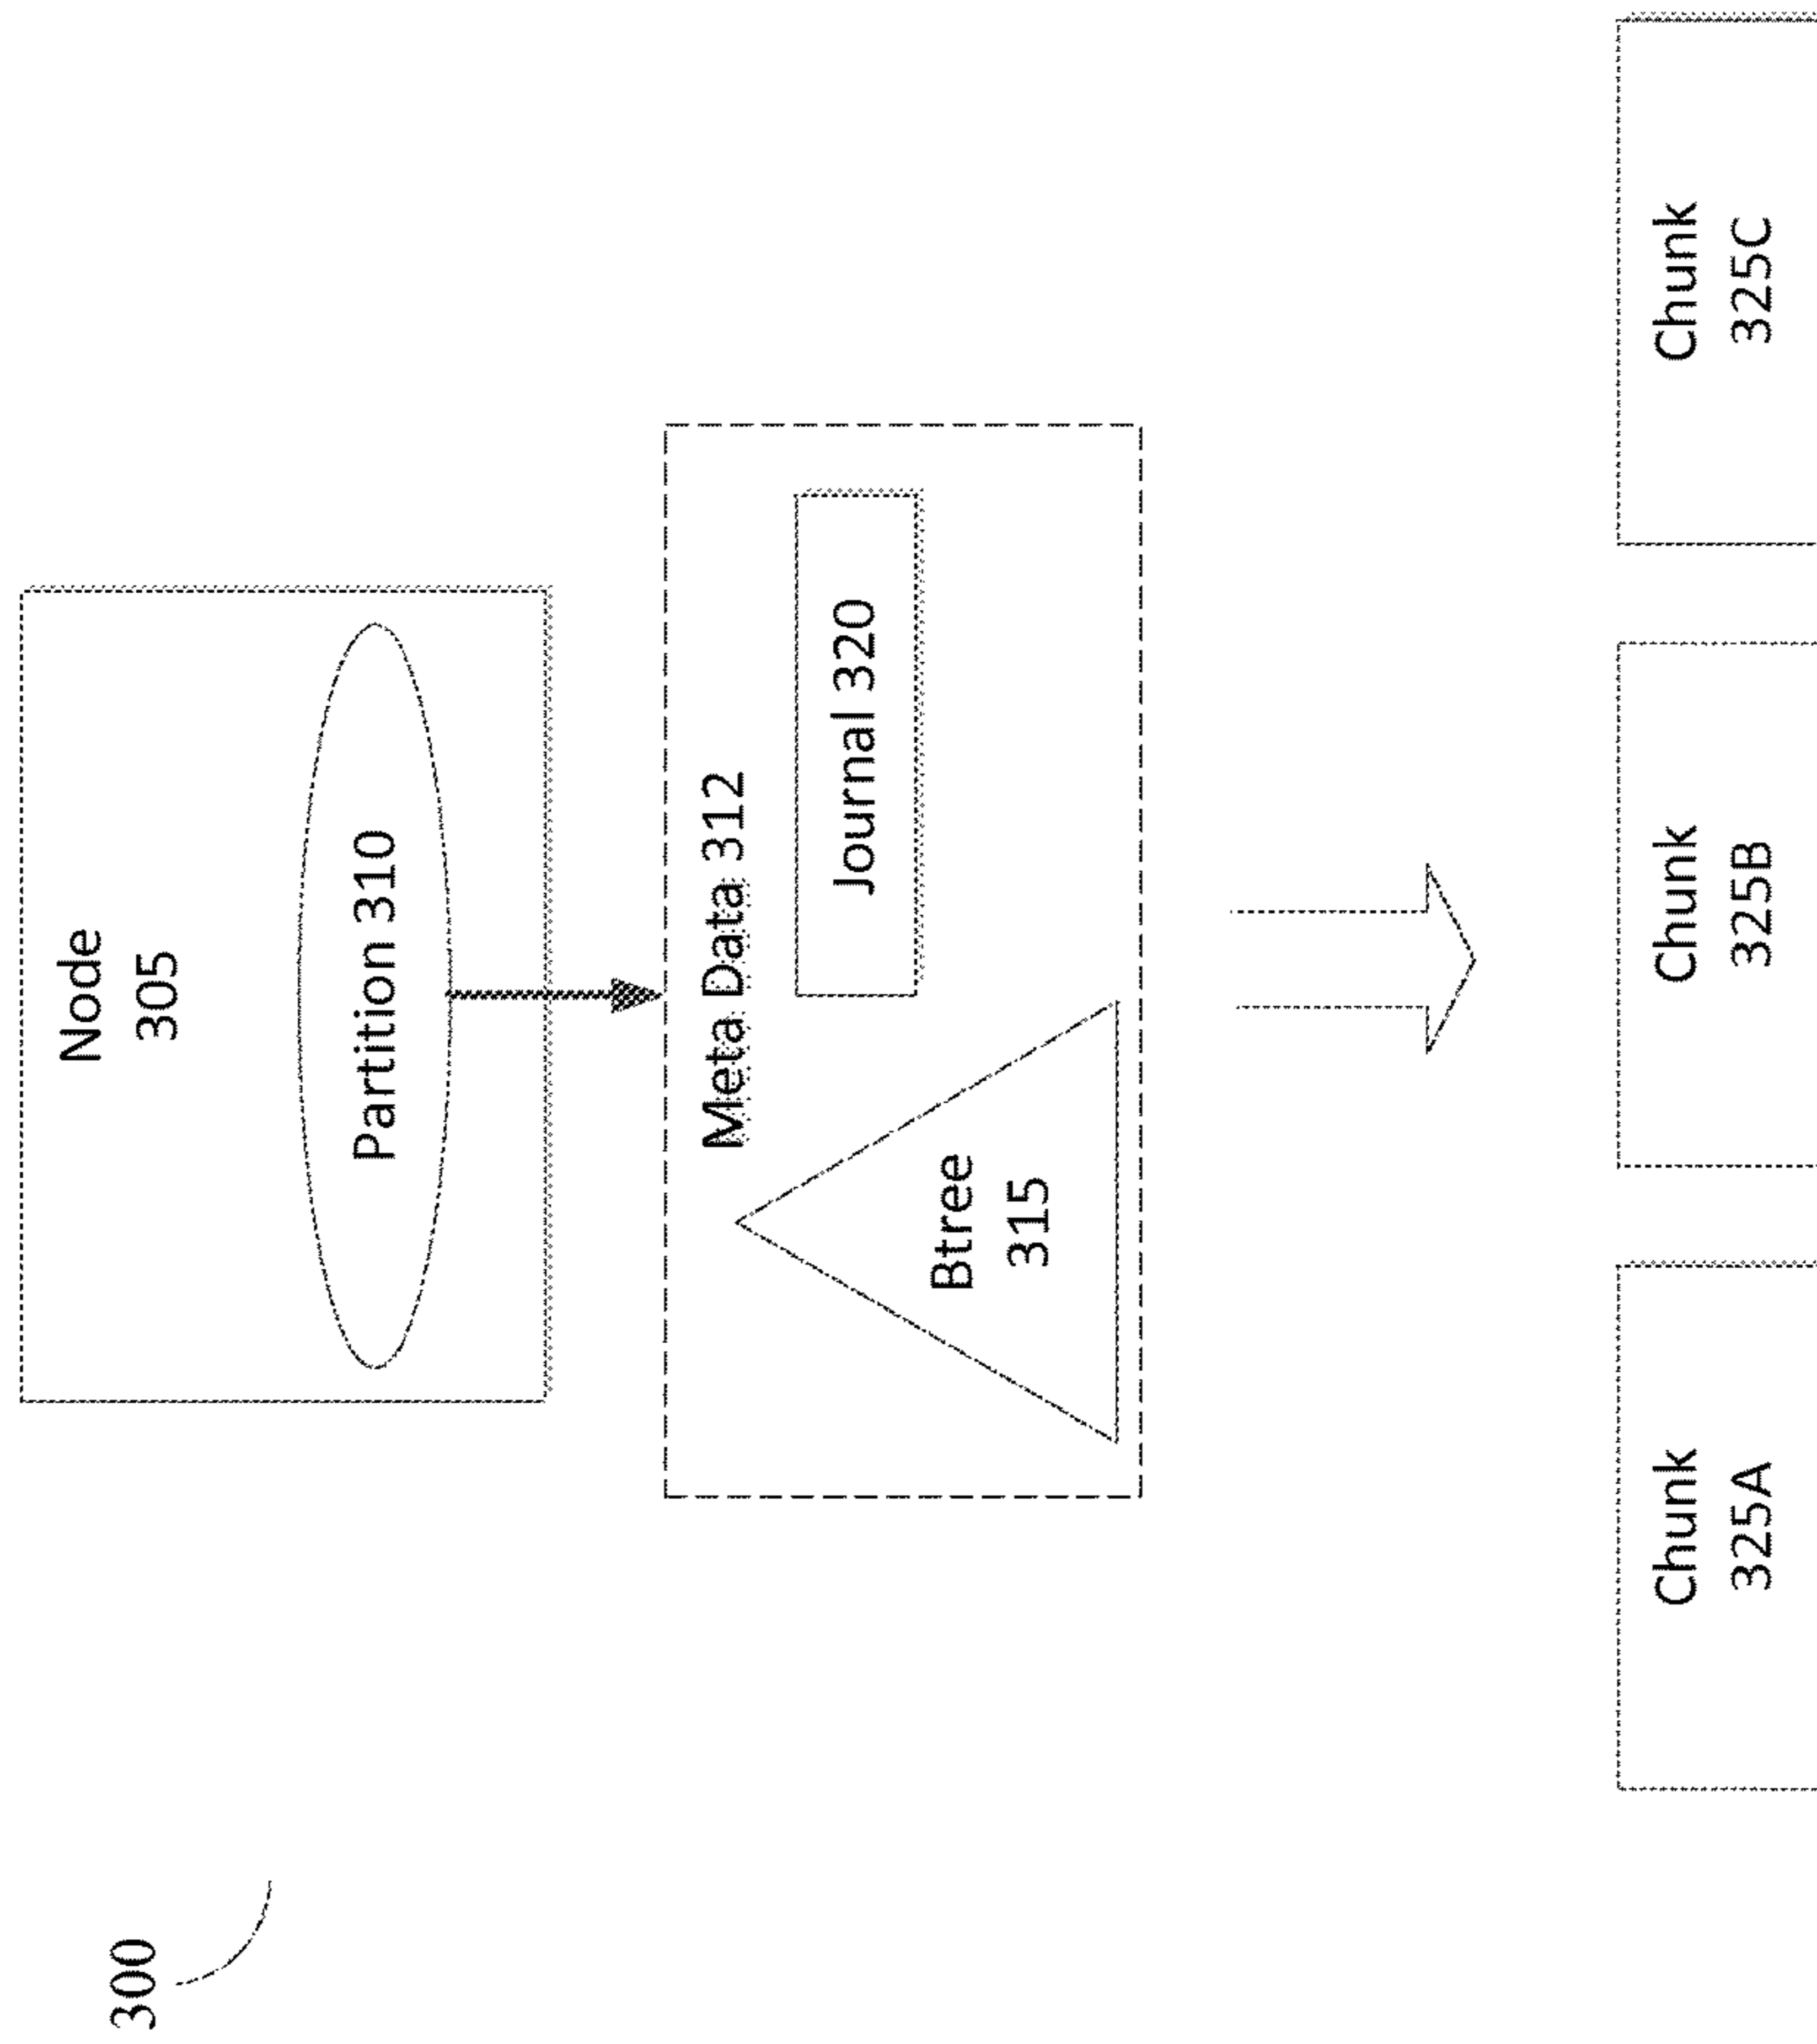 300
Node
305
Partition 310
Meta Data 312
Btree
315
Journal 320
Chunk
325A
Chunk
325B
Chunk
325C